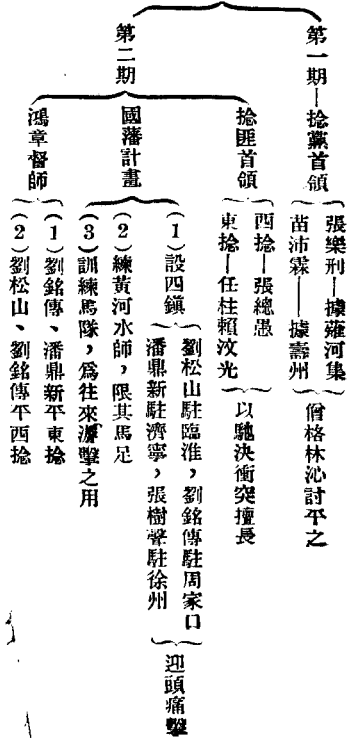 第一期—捻黨首領
張樂刑—據雍河集
苗沛霖——據壽州
僧格林沁討平之
第二期
捻匪首領
西捻—張總愚
東捻—任柱賴汶光
以馳決衝突擅長
國藩計畫
(1)設四鎮
劉松山駐臨淮,劉銘傳駐周家口
潘鼎新駐濟寧,張樹聲駐徐州
迎頭痛擊
(2)練黃河水師,限其馬足
(3)訓練馬隊,爲往來游擊之用
鴻章督師
(1)劉銘傳、潘鼎新平東捻
(2)劉松山、劉銘傳平西捻